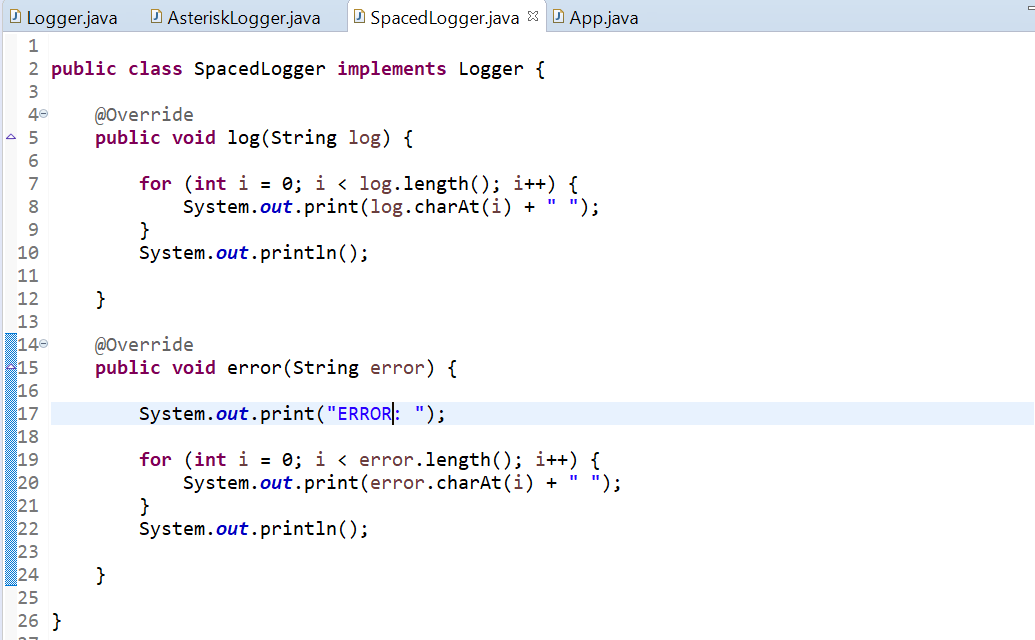 Logger.java AsteriskLogger.java SpacedLogger.java App.java
1
2 public class SpacedLogger implements Logger {
3
4 @Override
5 public void log(String log) {
6
7 for (int i = 0; i < log.length(); i++) {
8 System.out.print(log.charAt(i) + " ");
9 }
10 System.out.println();
11
12 }
13
14 @Override
15 public void error(String error) {
16
17 System.out.print("ERROR: ");
18
19 for (int i = 0; i < error.length(); i++) {
20 System.out.print(error.charAt(i) + " ");
21 }
22 System.out.println();
23
24 }
25
26 }